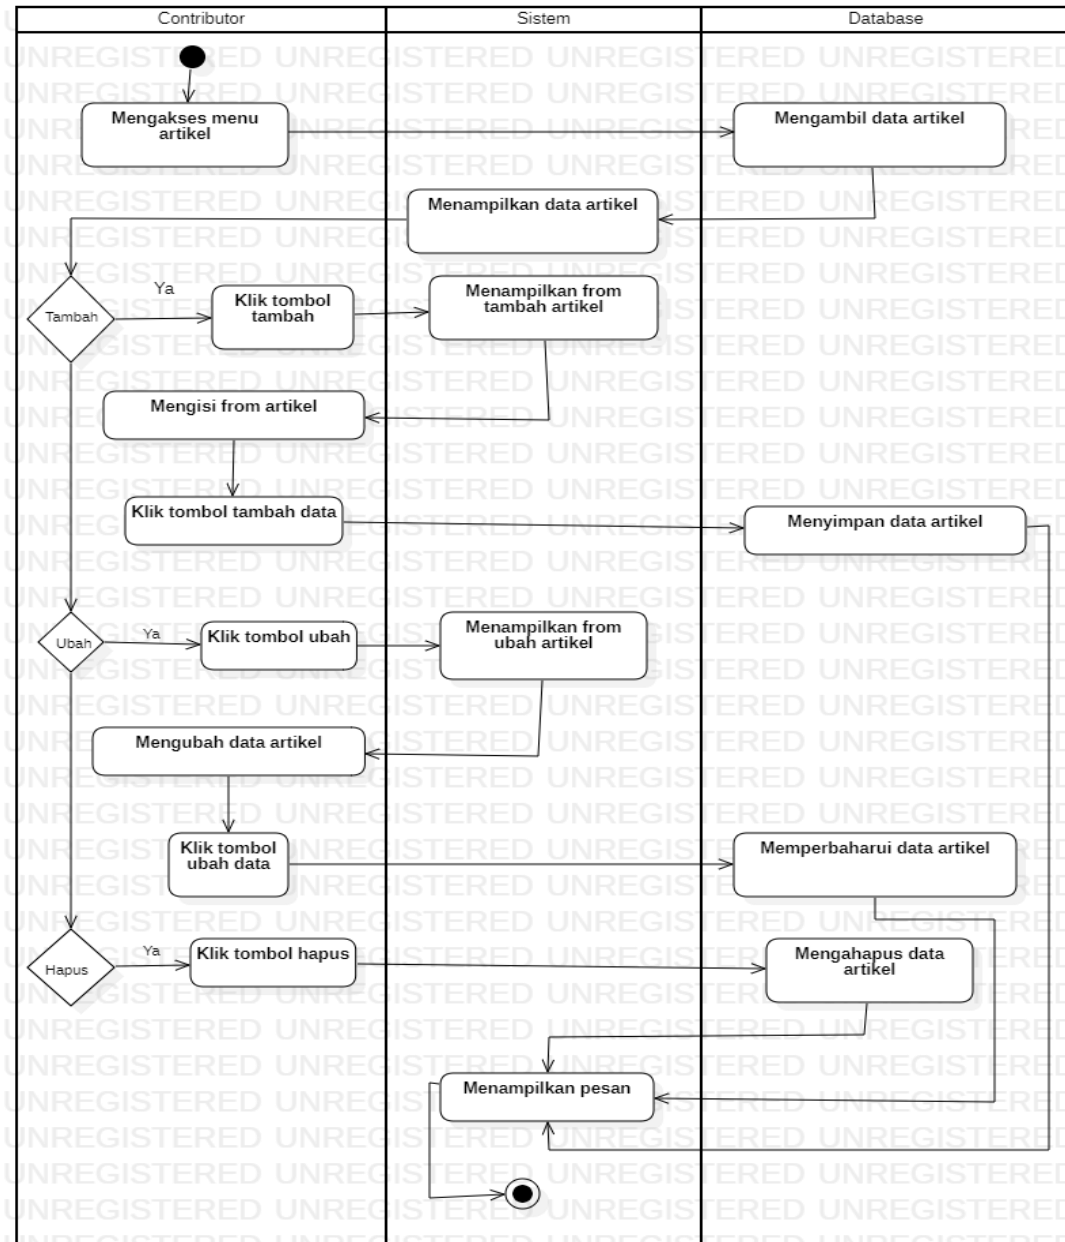 Contributor
Sistem
Database
Mengakses menu
artikel
Mengambil data artikel
Menampilkan data artikel
Tambah
Ya
Klik tombol
tambah
Menampilkan from
tambah artikel
Mengisi from artikel
Klik tombol tambah data
Menyimpan data artikel
Ubah
Ya
Klik tombol ubah
Menampilkan from
ubah artikel
Mengubah data artikel
Klik tombol
ubah data
Memperbaharui data artikel
Hapus
Ya
Klik tombol hapus
Mengahapus data
artikel
Menampilkan pesan
UNREGISTERED